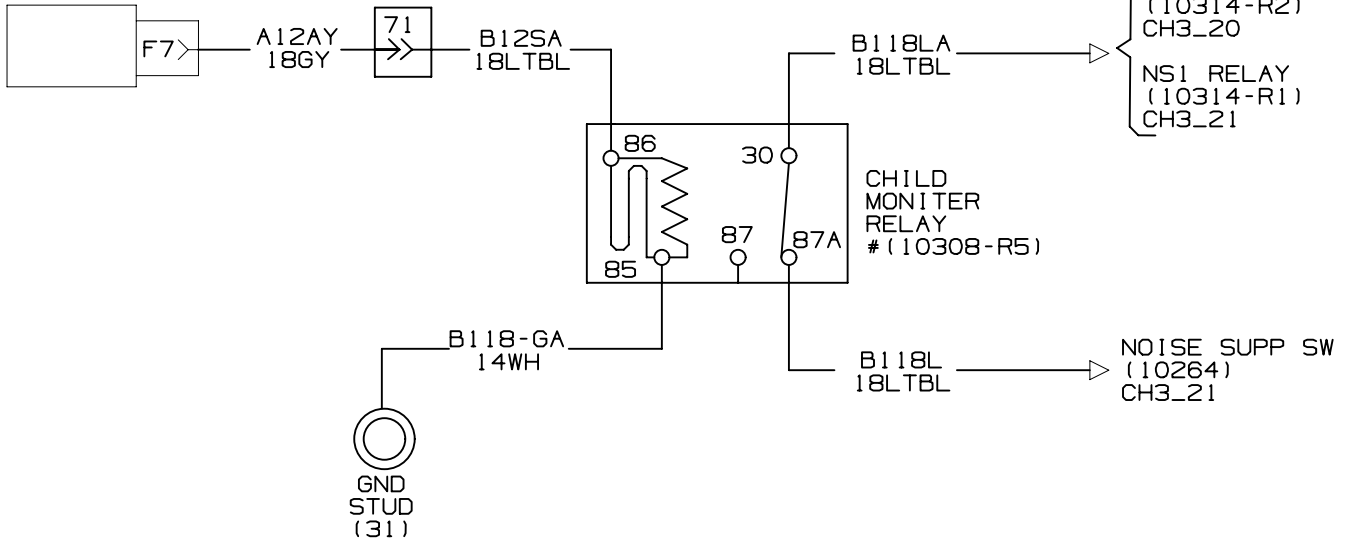 (10314-R2)
CH3_20
NS1 RELAY
(10314-R1)
CH3_21
F7
A12AY
18GY
71
B12SA
18LTBL
B118LA
18LTBL
86
30
87
87A
85
CHILD
MONITER
RELAY
#(10308-R5)
B118-GA
14WH
B118L
18LTBL
NOISE SUPP SW
(10264)
CH3_21
GND
STUD
(31)